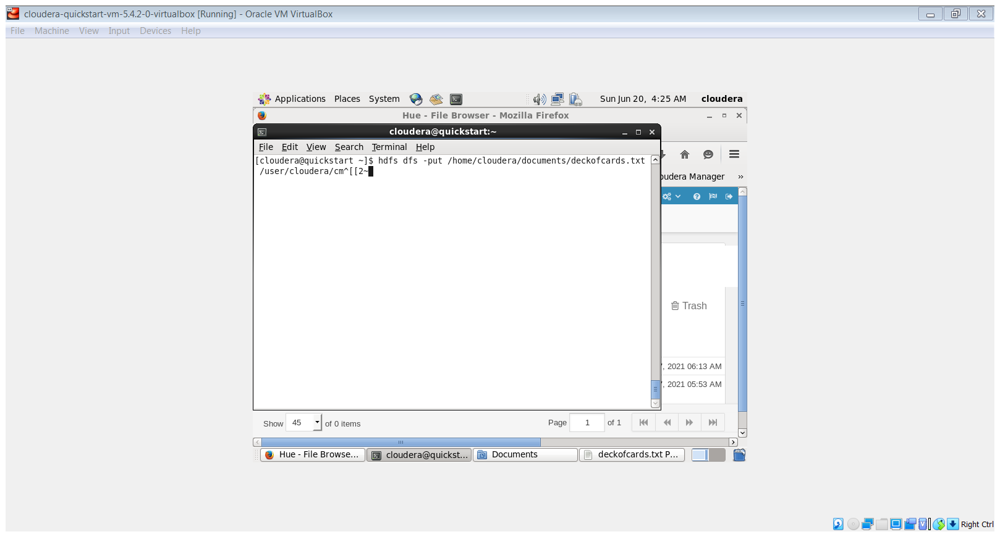 cloudera-quickstart-vm-5.4.2-0-virtualbox [Running] - Oracle VM VirtualBox
File Machine View Input Devices Help
Applications Places System Sun Jun 20, 4:25 AM cloudera
Hue - File Browser - Mozilla Firefox
cloudera@quickstart:~
File Edit View Search Terminal Help
[cloudera@quickstart ~]$ hdfs dfs -put /home/cloudera/documents/deckofcards.txt
/user/cloudera/cm^[[2~
oudera Manager »
Trash
, 2021 06:13 AM
, 2021 05:53 AM
Show 45 of 0 items Page 1 of 1
Hue - File Browse... cloudera@quickst... Documents deckofcards.txt P...
Right Ctrl